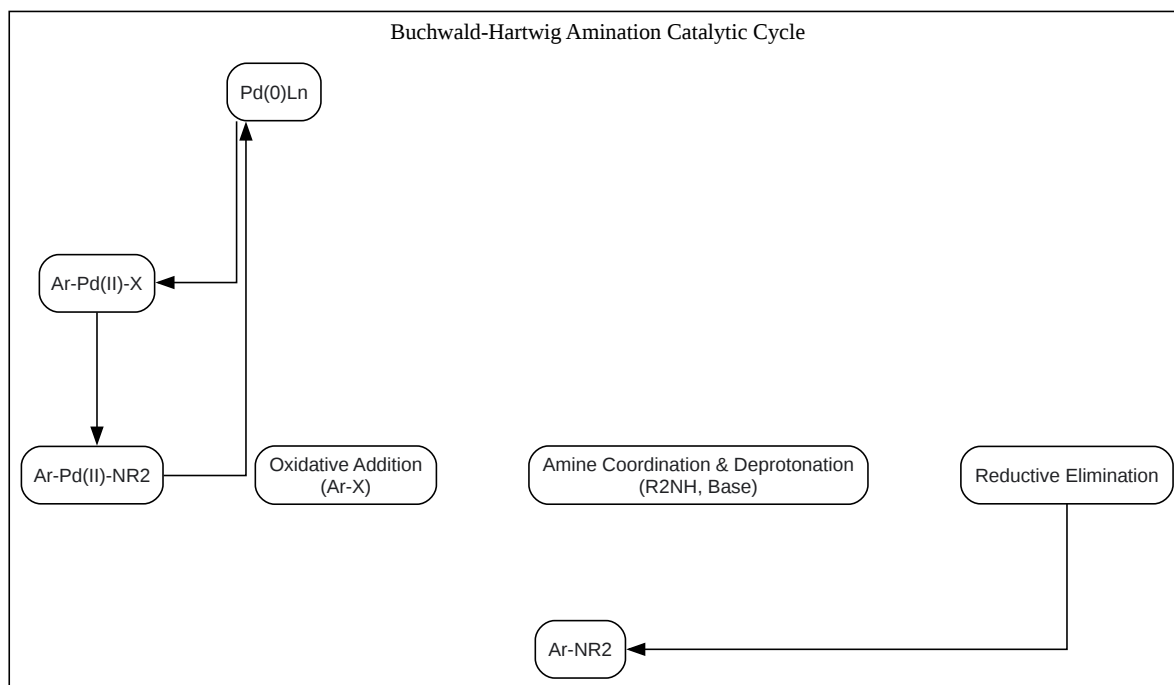 Buchwald-Hartwig Amination Catalytic Cycle
Pd(0)Ln
Ar-Pd(II)-X
Ar-Pd(II)-NR2
Oxidative Addition
(Ar-X)
Amine Coordination & Deprotonation
(R2NH, Base)
Reductive Elimination
Ar-NR2